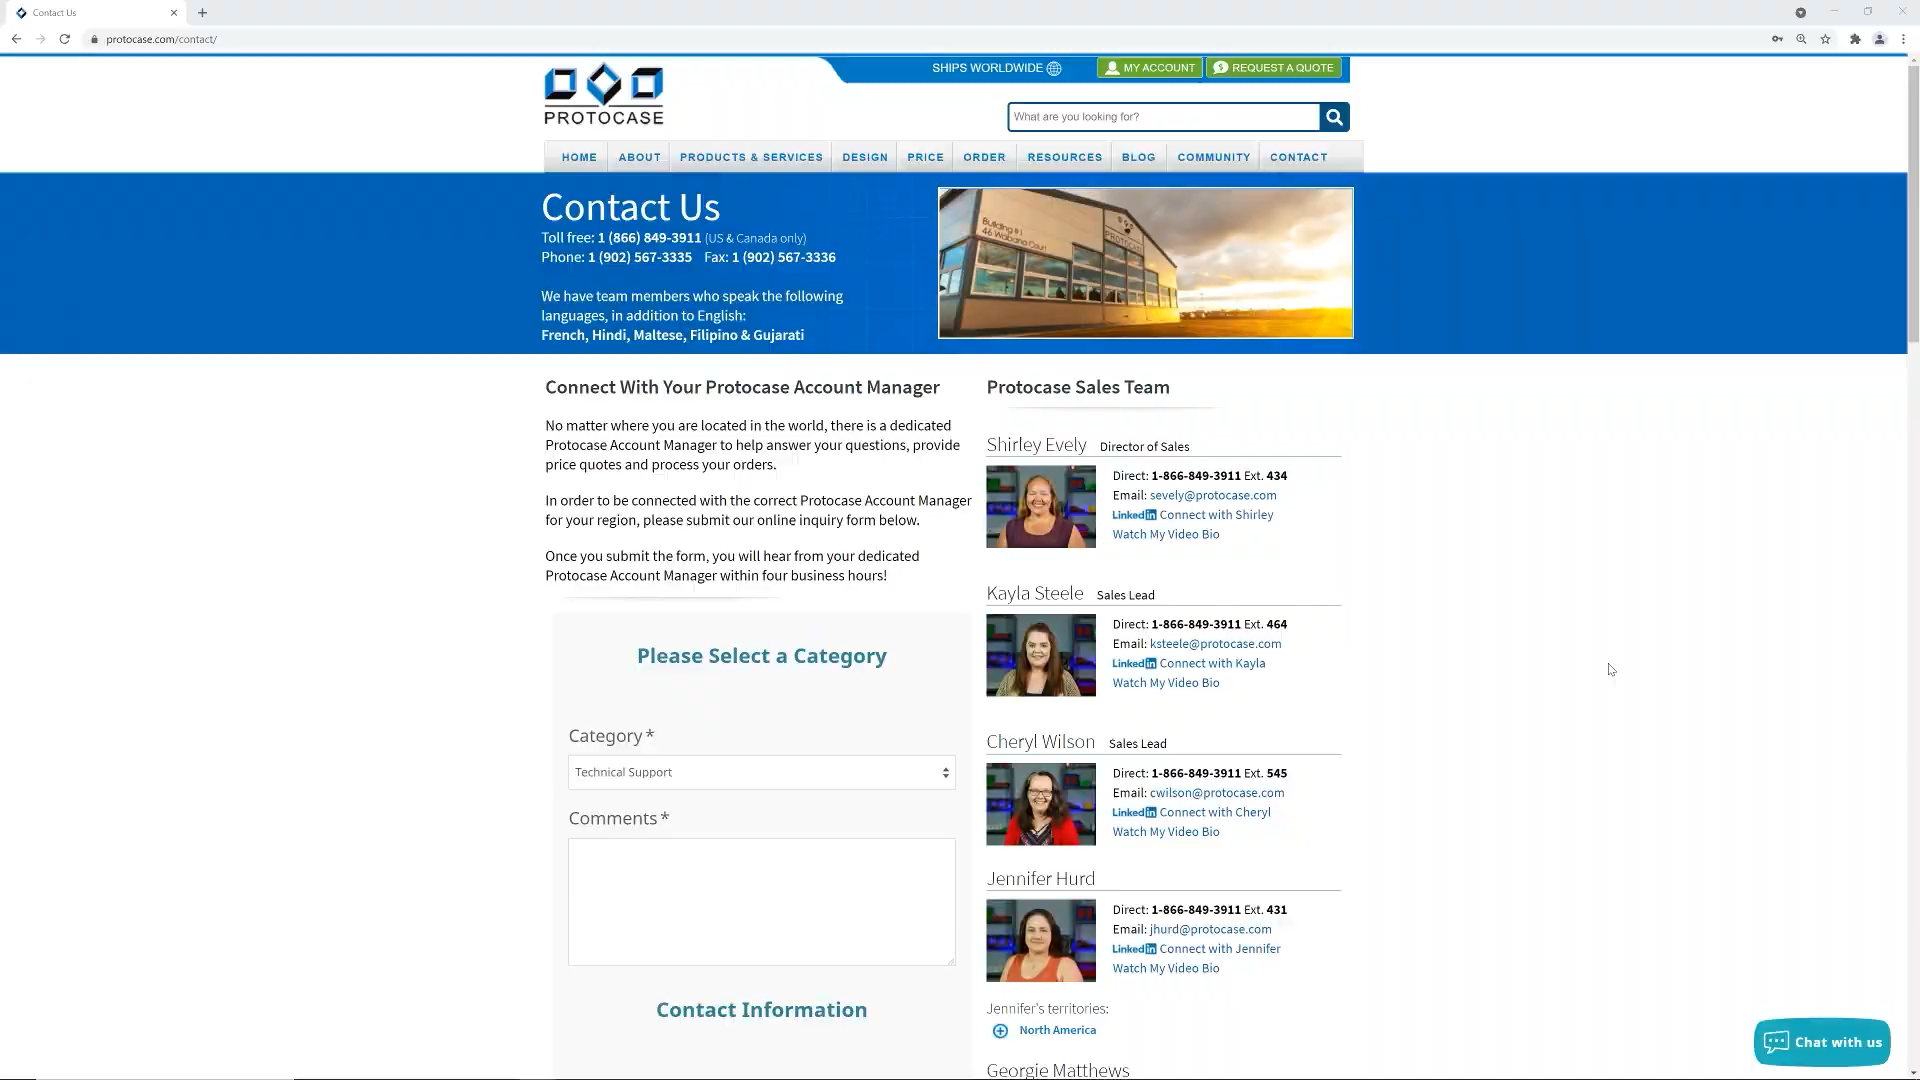 Contact Us
protocase.com/contact/
SHIPS WORLDWIDE
MY ACCOUNT
REQUEST A QUOTE
PROTOCASE
What are you looking for?
HOME
ABOUT
PRODUCTS & SERVICES
DESIGN
PRICE
ORDER
RESOURCES
BLOG
COMMUNITY
CONTACT
Contact Us
Toll free: 1 (866) 849-3911 (US & Canada only)
Phone: 1 (902) 567-3335 Fax: 1 (902) 567-3336
We have team members who speak the following
languages, in addition to English:
French, Hindi, Maltese, Filipino & Gujarati
Building #1
46 Wabana Court
PROTOCASE
Connect With Your Protocase Account Manager
No matter where you are located in the world, there is a dedicated
Protocase Account Manager to help answer your questions, provide
price quotes and process your orders.
In order to be connected with the correct Protocase Account Manager
for your region, please submit our online inquiry form below.
Once you submit the form, you will hear from your dedicated
Protocase Account Manager within four business hours!
Please Select a Category
Category *
Technical Support
Comments *
Contact Information
Protocase Sales Team
Shirley Evely Director of Sales
Direct: 1-866-849-3911 Ext. 434
Email: sevely@protocase.com
Linkedin Connect with Shirley
Watch My Video Bio
Kayla Steele Sales Lead
Direct: 1-866-849-3911 Ext. 464
Email: ksteele@protocase.com
Linkedin Connect with Kayla
Watch My Video Bio
Cheryl Wilson Sales Lead
Direct: 1-866-849-3911 Ext. 545
Email: cwilson@protocase.com
Linkedin Connect with Cheryl
Watch My Video Bio
Jennifer Hurd
Direct: 1-866-849-3911 Ext. 431
Email: jhurd@protocase.com
Linkedin Connect with Jennifer
Watch My Video Bio
Jennifer's territories:
North America
Georgie Matthews
Chat with us